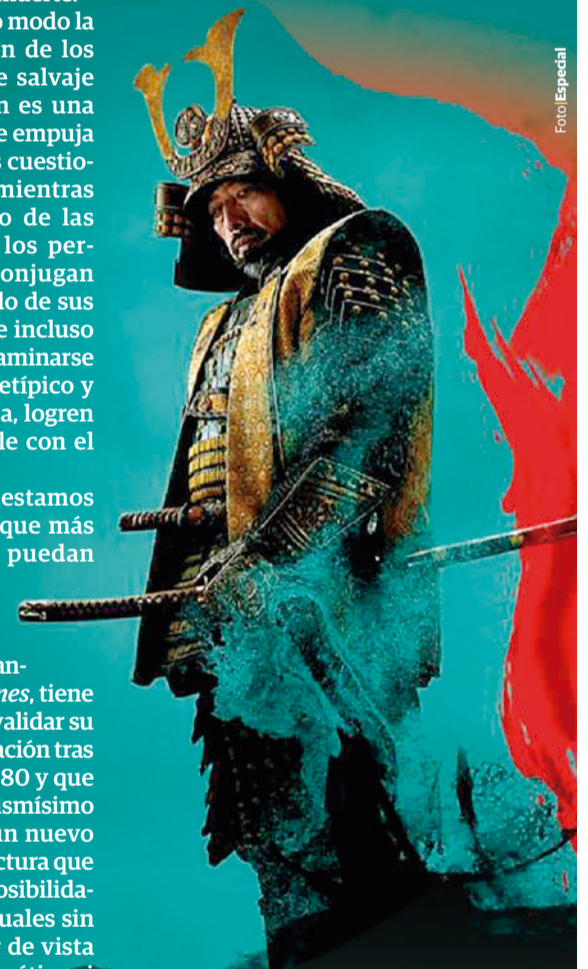 o modo la
n de los
e salvaje
n es una
e empuja
s cuestio-
mientras
o de las
los per-
onjugan
lo de sus
e incluso
aminarse
etípico y
a, logren
le con el
estamos
que más
puedan
an-
nes, tiene
validar su
ación tras
80 y que
ismísimo
un nuevo
ctura que
osibilida-
uales sin
r de vista
Foto|Especial